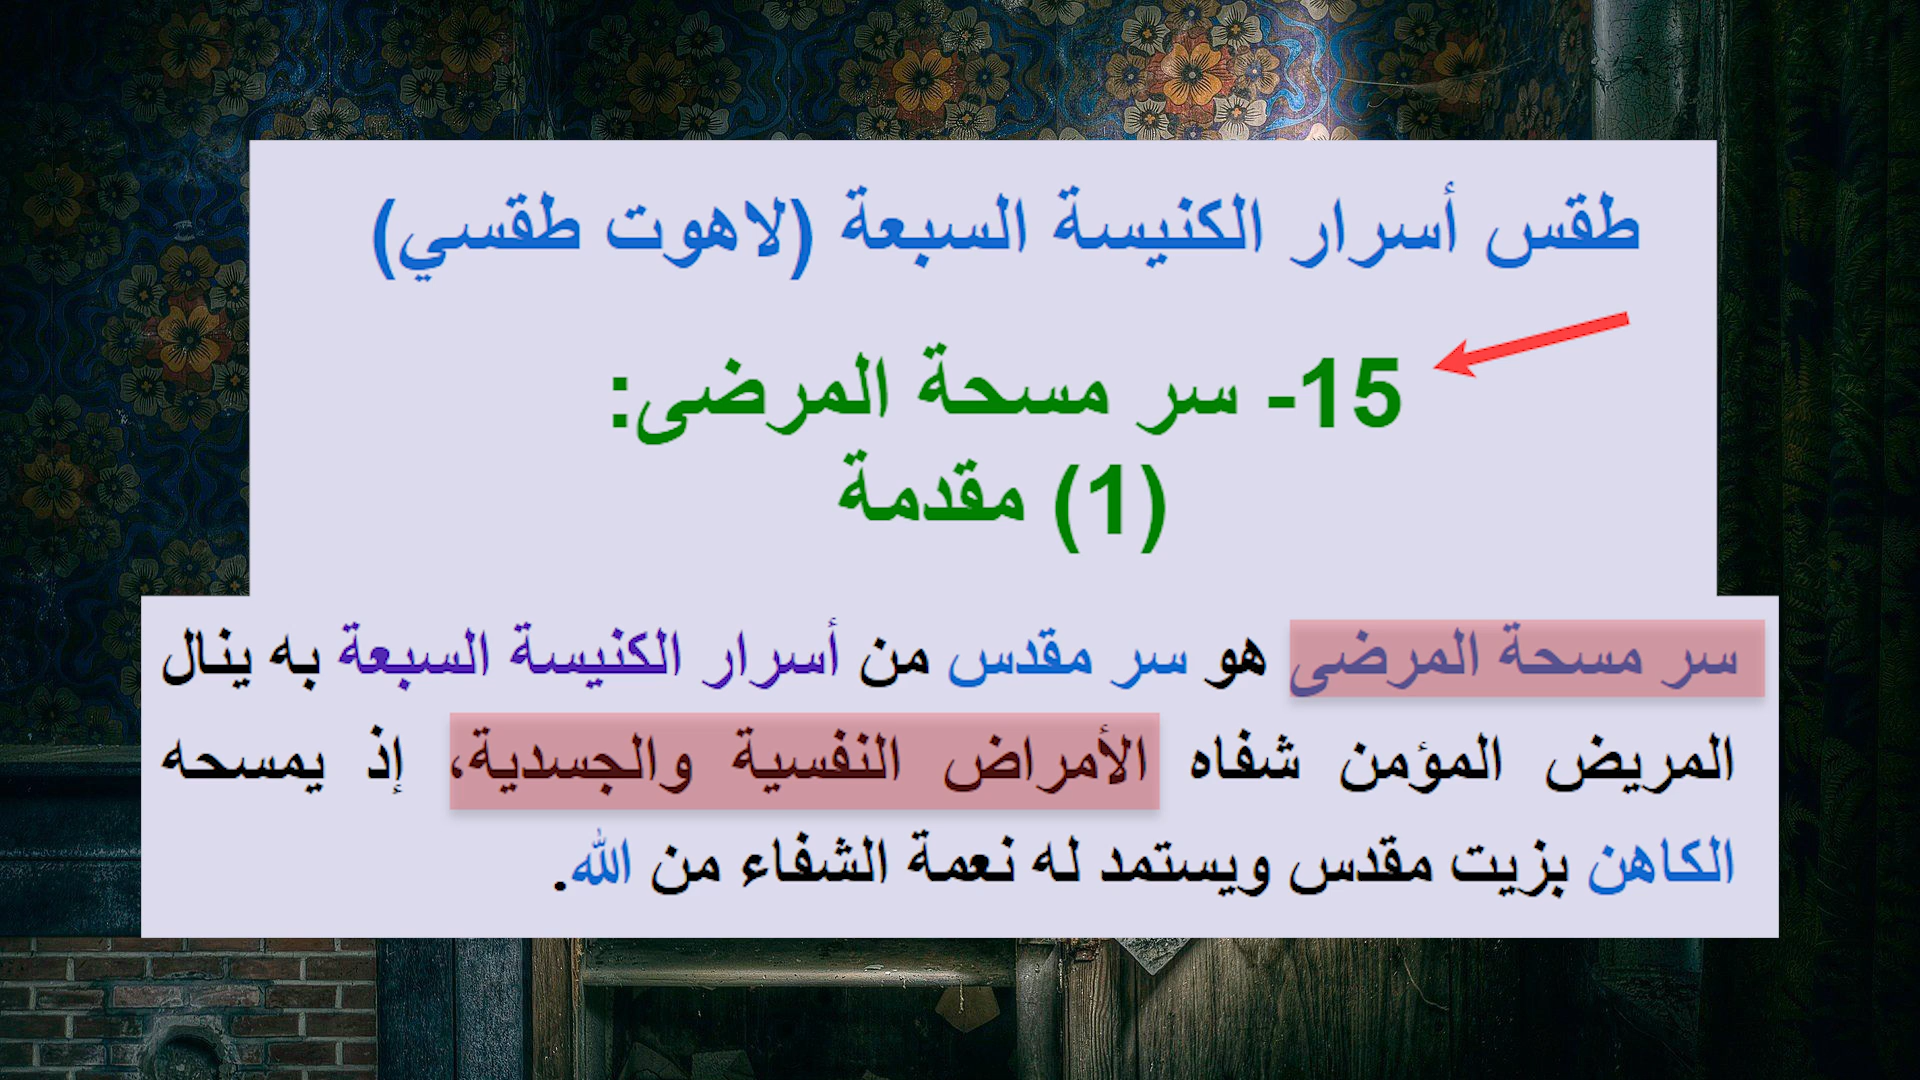 طقس أسرار الكنيسة السبعة (لاهوت طقسي)
15- سر مسحة المرضى:
(1) مقدمة
سر مسحة المرضى هو سر مقدس من أسرار الكنيسة السبعة به ينال
المريض المؤمن شفاه الأمراض النفسية والجسدية، إذ يمسحه
الكاهن بزيت مقدس ويستمد له نعمة الشفاء من الله.